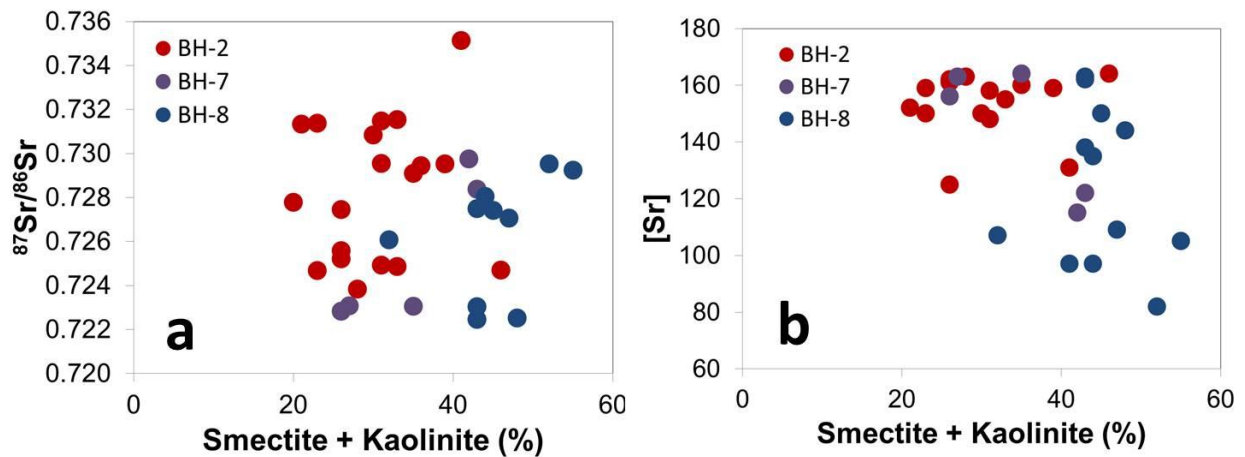 0.736
0.734
0.732
0.730
0.728
0.726
0.724
0.722
0.720
⁸⁷Sr/⁸⁶Sr
BH-2
BH-7
BH-8
a
20 40 60
Smectite + Kaolinite (%)
180
160
140
120
100
80
60
[Sr]
BH-2
BH-7
BH-8
b
0 20 40 60
Smectite + Kaolinite (%)